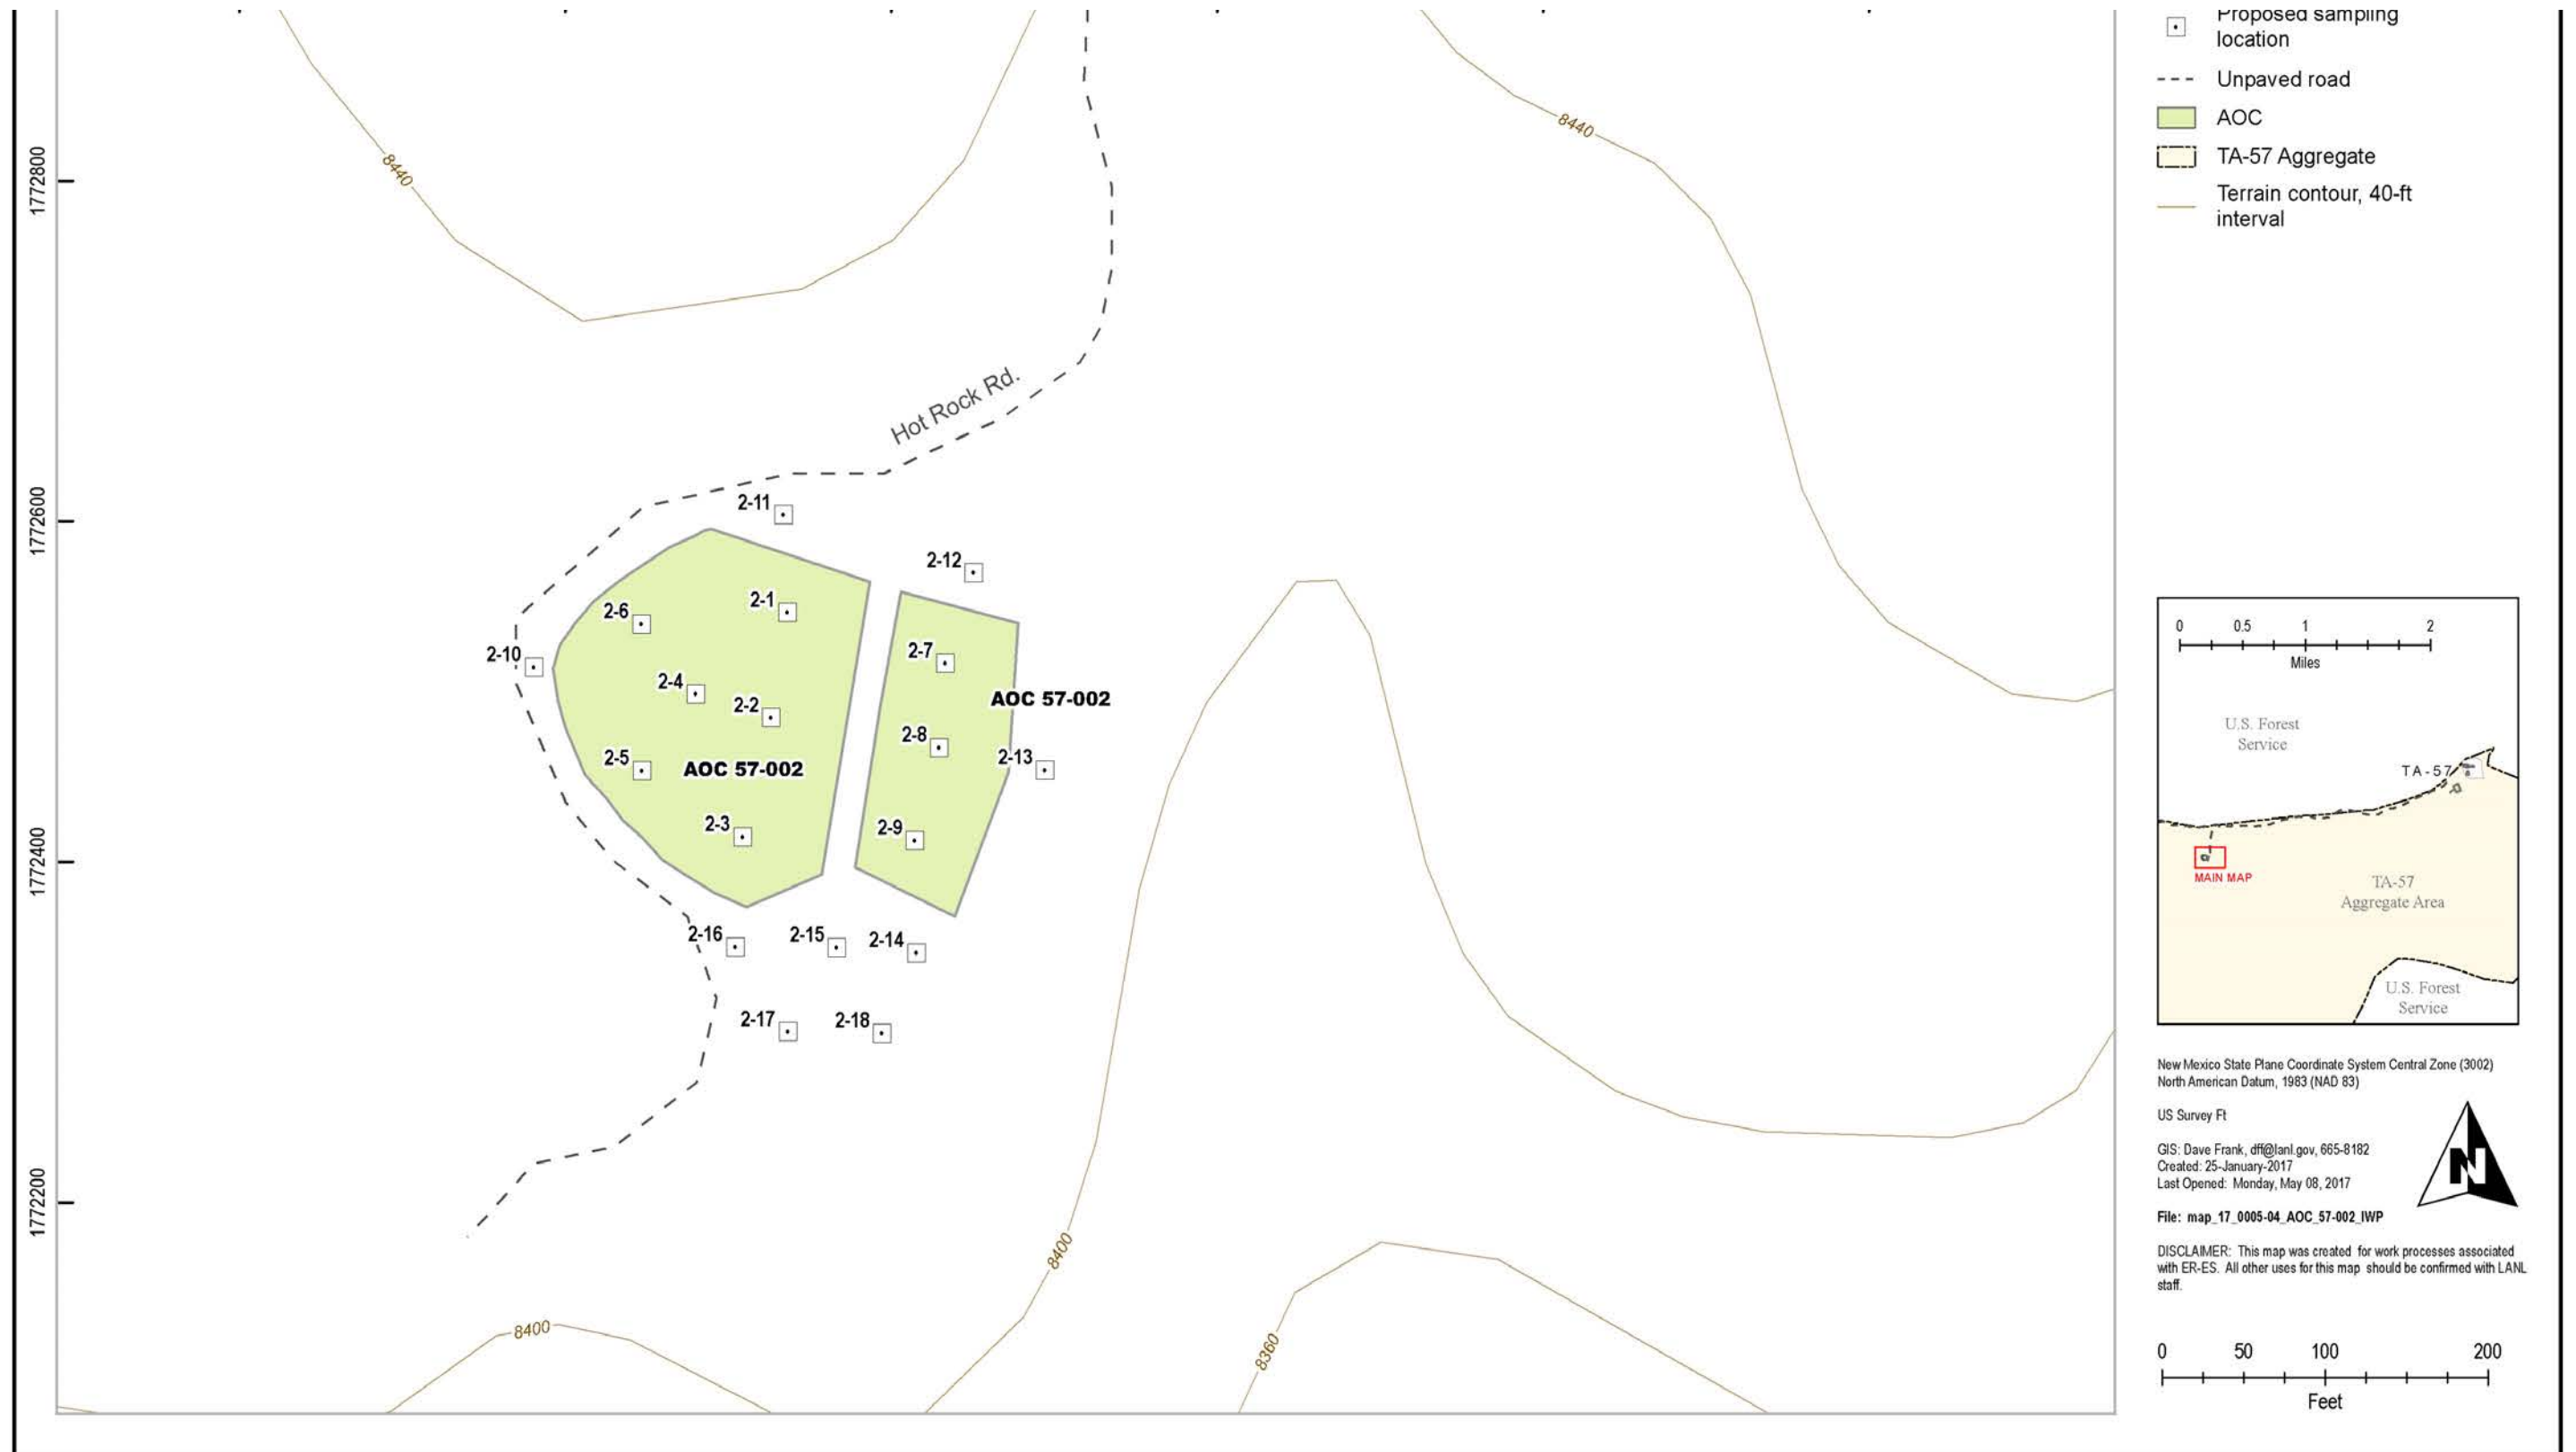 Proposed sampling
location
Unpaved road
AOC
TA-57 Aggregate
Terrain contour, 40-ft
interval
1772800
1772600
1772400
1772200
8440
8440
Hot Rock Rd.
2-11
2-12
2-6
2-1
2-10
2-7
2-4
2-2
AOC 57-002
2-8
2-5
AOC 57-002
2-13
2-3
2-9
2-16
2-15
2-14
2-17
2-18
8400
8400
8360
0 0.5 1 2
Miles
U.S. Forest
Service
TA-57
MAIN MAP
TA-57
Aggregate Area
U.S. Forest
Service
New Mexico State Plane Coordinate System Central Zone (3002)
North American Datum, 1983 (NAD 83)
US Survey Ft
GIS: Dave Frank, dff@lanl.gov, 665-8182
Created: 25-January-2017
Last Opened: Monday, May 08, 2017
N
File: map_17_0005-04_AOC_57-002_IWP
DISCLAIMER: This map was created for work processes associated
with ER-ES. All other uses for this map should be confirmed with LANL
staff.
0 50 100 200
Feet